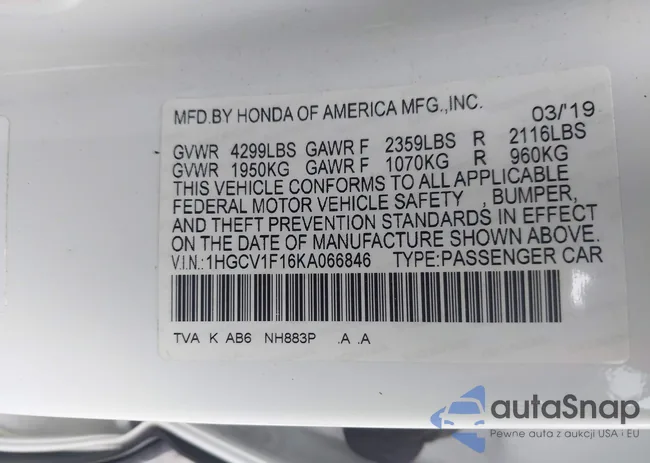 MFD.BY HONDA OF AMERICA MFG.,INC. 03/'19
GVWR 4299LBS GAWR F 2359LBS R 2116LBS
GVWR 1950KG GAWR F 1070KG R 960KG
THIS VEHICLE CONFORMS TO ALL APPLICABLE
FEDERAL MOTOR VEHICLE SAFETY , BUMPER,
AND THEFT PREVENTION STANDARDS IN EFFECT
ON THE DATE OF MANUFACTURE SHOWN ABOVE.
V.I.N.:1HGCV1F16KA066846 TYPE:PASSENGER CAR
TVA K AB6 NH883P .A .A
autaSnap
Pewne auta z aukcji USA i EU